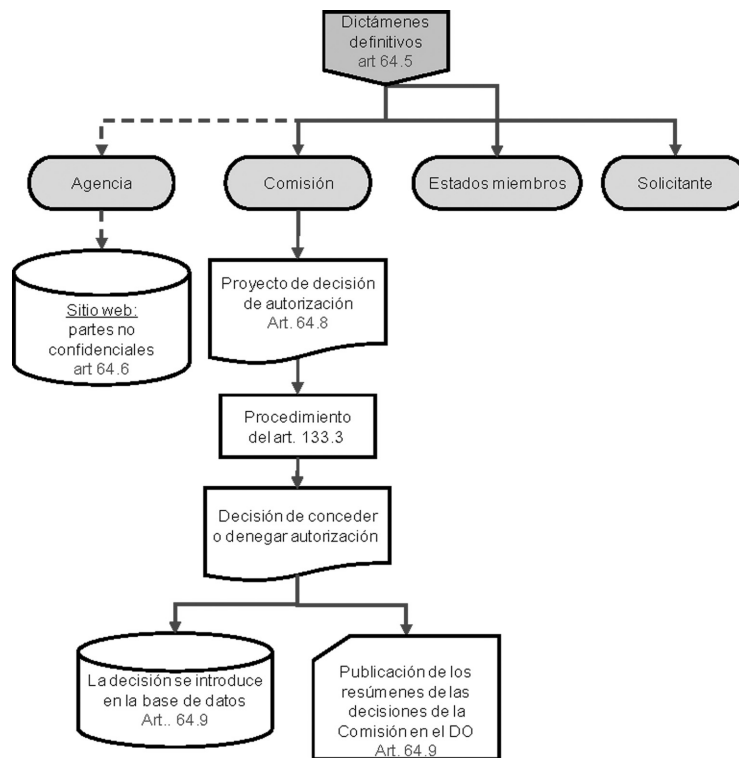 Dictámenes
definitivos
art 64.5
Agencia
Comisión
Estados miembros
Solicitante
Sitio web:
partes no
confidenciales
art 64.6
Proyecto de decisión
de autorización
Art. 64.8
Procedimiento
del art. 133.3
Decisión de conceder
o denegar autorización
La decisión se introduce
en la base de datos
Art.. 64.9
Publicación de los
resúmenes de las
decisiones de la
Comisión en el DO
Art. 64.9